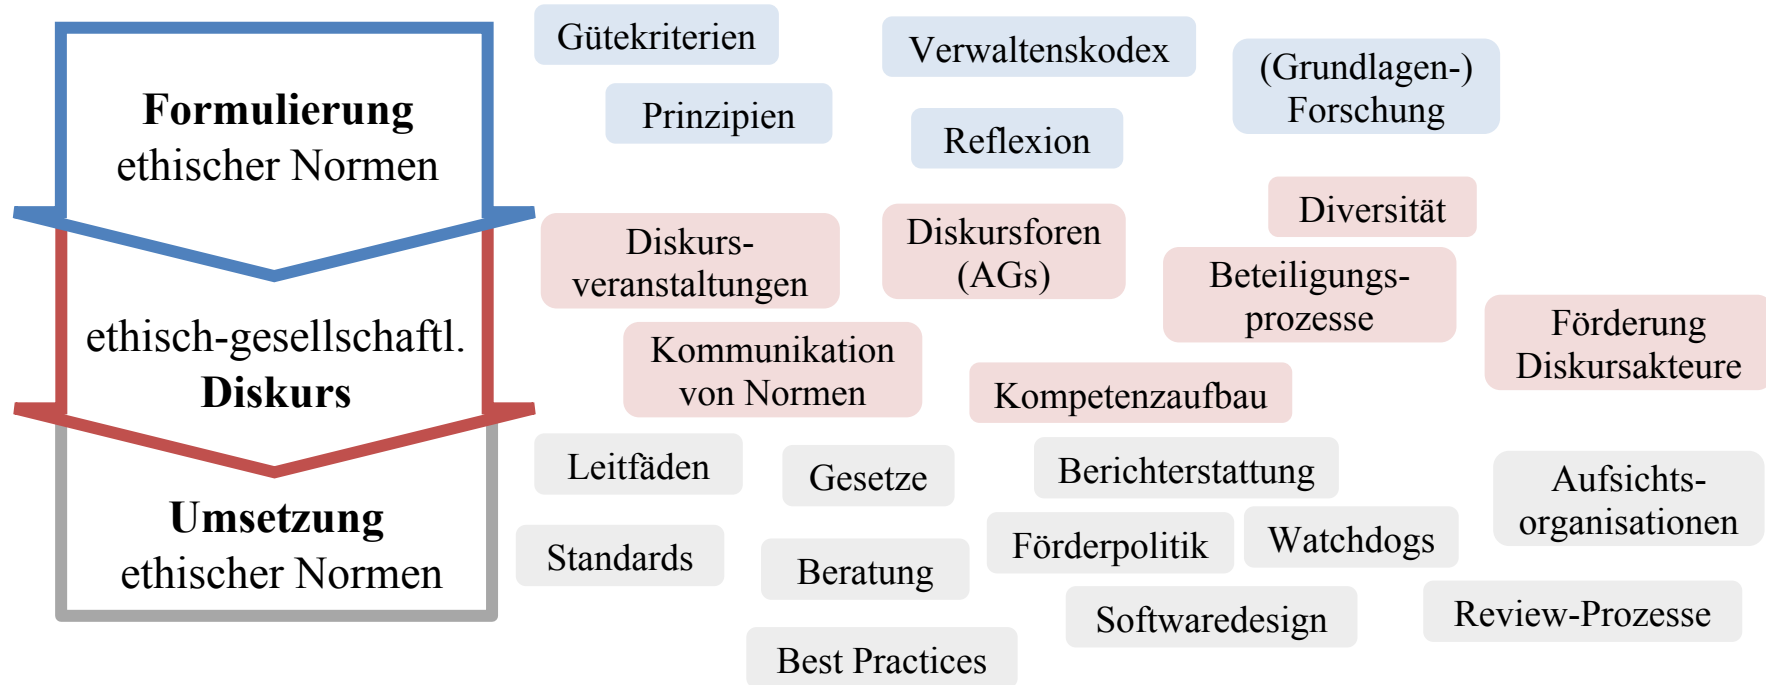 Formulierung
ethischer Normen
ethisch-gesellschaftl.
Diskurs
Umsetzung
ethischer Normen
Gütekriterien
Verwaltenskodex
(Grundlagen-)
Forschung
Prinzipien
Reflexion
Diversität
Diskurs-
veranstaltungen
Diskursforen
(AGs)
Beteiligungs-
prozesse
Förderung
Diskursakteure
Kommunikation
von Normen
Kompetenzaufbau
Leitfäden
Gesetze
Berichterstattung
Aufsichts-
organisationen
Standards
Beratung
Förderpolitik
Watchdogs
Softwaredesign
Review-Prozesse
Best Practices